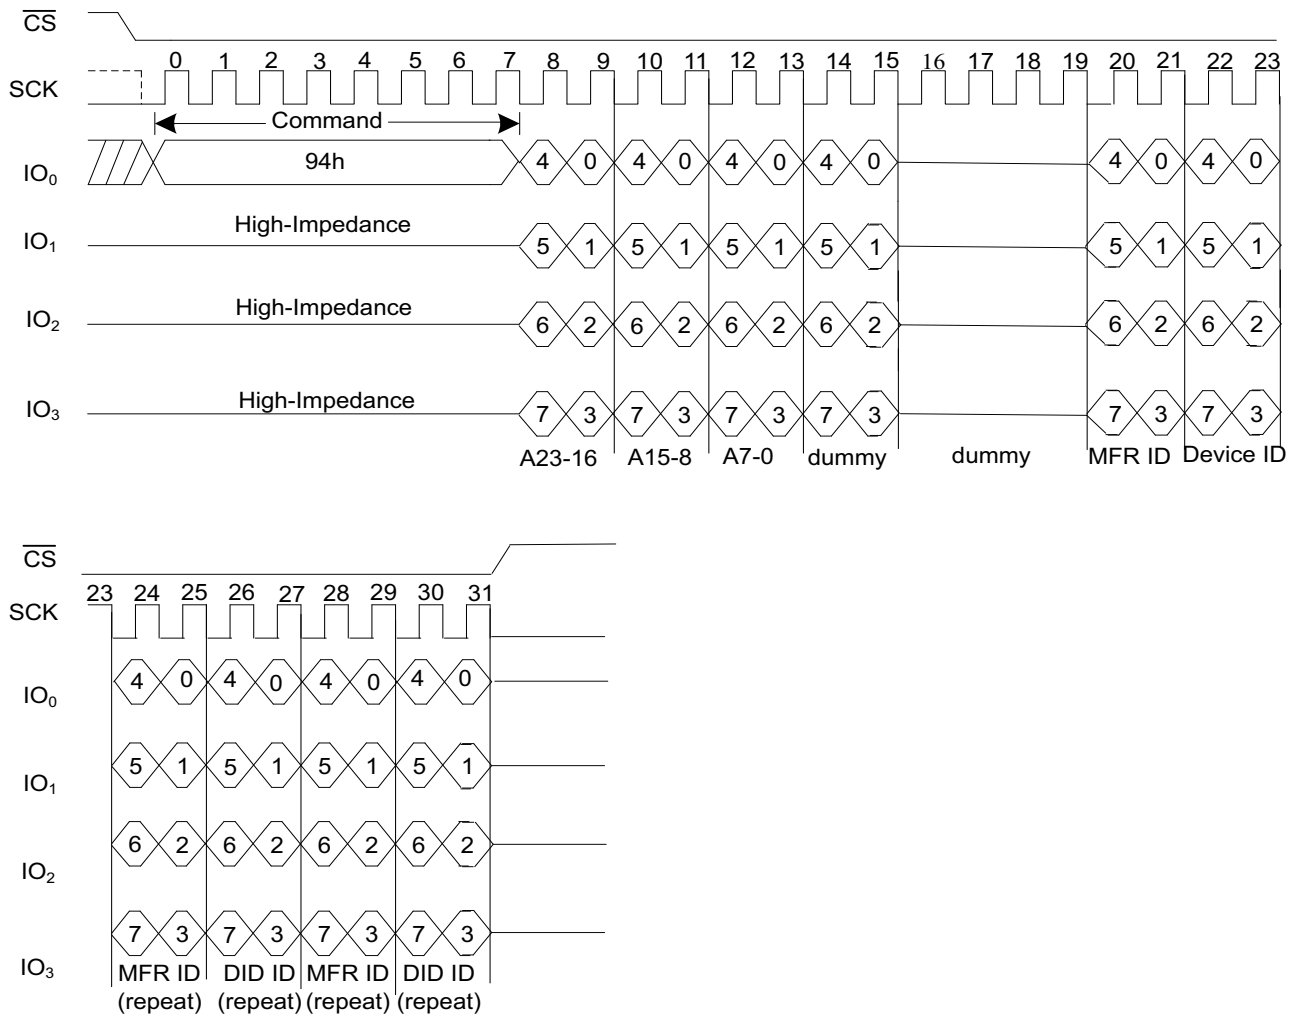 CS
0 1 2 3 4 5 6 7 8 9 10 11 12 13 14 15 16 17 18 19 20 21 22 23
SCK
Command
IO0 94h 4 0 4 0 4 0 4 0 4 0 4 0
IO1 High-Impedance 5 1 5 1 5 1 5 1 5 1 5 1
IO2 High-Impedance 6 2 6 2 6 2 6 2 6 2 6 2
IO3 High-Impedance 7 3 7 3 7 3 7 3 7 3 7 3
A23-16 A15-8 A7-0 dummy dummy MFR ID Device ID
CS
23 24 25 26 27 28 29 30 31
SCK
IO0 4 0 4 0 4 0 4 0
IO1 5 1 5 1 5 1 5 1
IO2 6 2 6 2 6 2 6 2
IO3 7 3 7 3 7 3 7 3
MFR ID DID ID MFR ID DID ID
(repeat) (repeat) (repeat) (repeat)